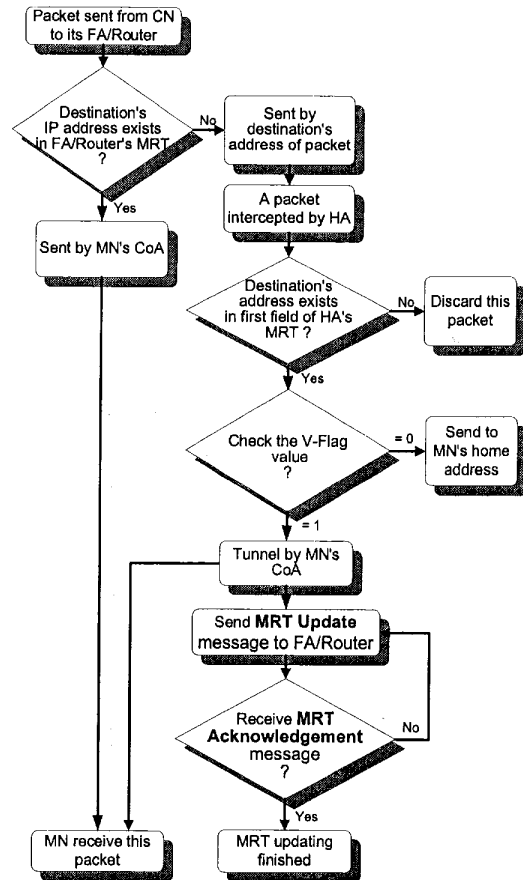 Packet sent from CN
to its FA/Router
Destination's
IP address exists
in FA/Router's MRT
?
No
Sent by
destination's
address of packet
Yes
A packet
intercepted by HA
Sent by MN's CoA
Destination's
address exists
in first field of HA's
MRT ?
No
Discard this
packet
Yes
Check the V-Flag
value
?
= 0
Send to
MN's home
address
= 1
Tunnel by MN's
CoA
Send MRT Update
message to FA/Router
Receive MRT
Acknowledgement
message
?
No
Yes
MN receive this
packet
MRT updating
finished